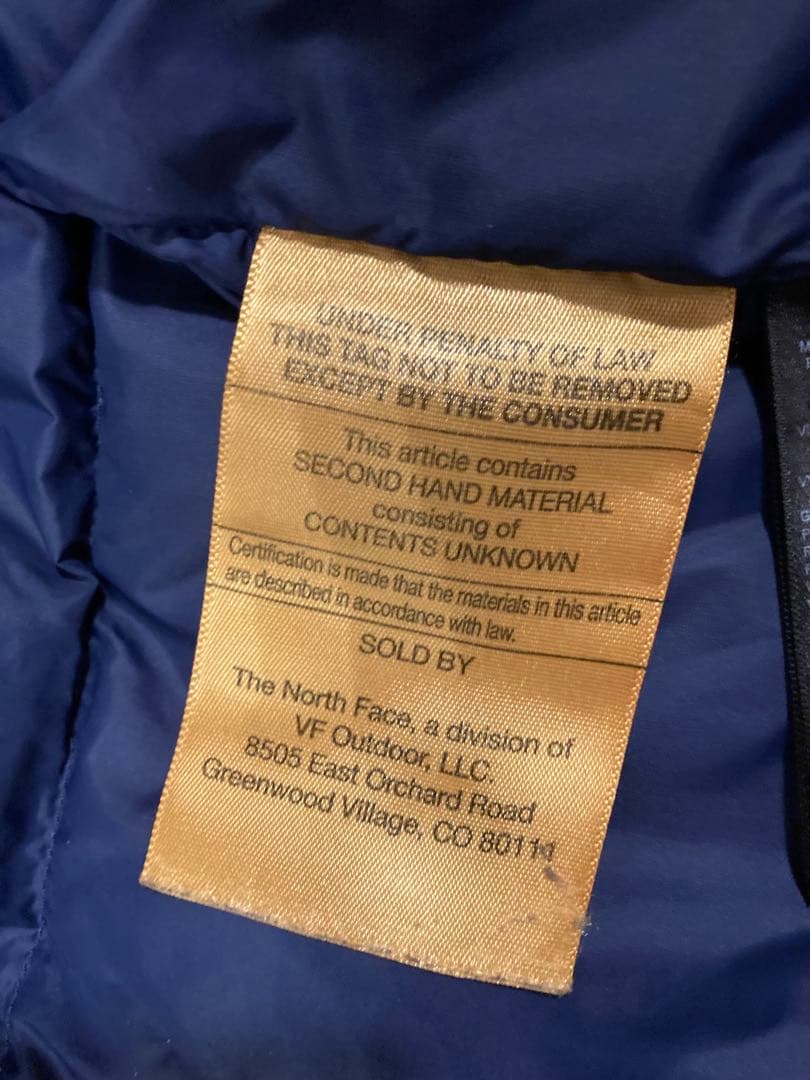 UNDER PENALTY OF LAW
THIS TAG NOT TO BE REMOVED
EXCEPT BY THE CONSUMER
This article contains
SECOND HAND MATERIAL
consisting of
CONTENTS UNKNOWN
Certification is made that the materials in this article
are described in accordance with law.
SOLD BY
The North Face, a division of
VF Outdoor, LLC.
8505 East Orchard Road
Greenwood Village, CO 80111